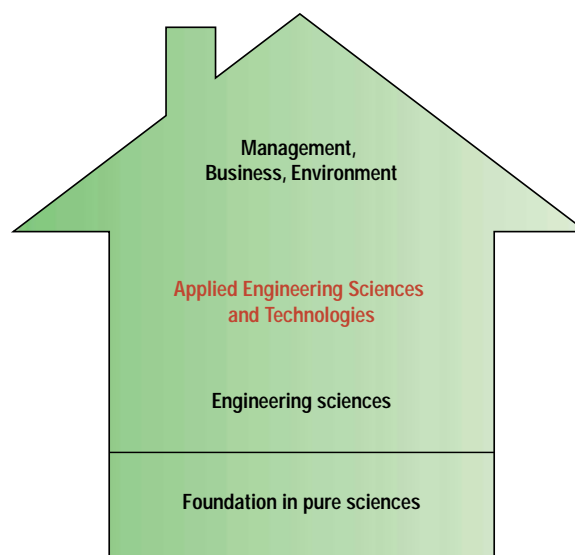 Management,
Business, Environment
Applied Engineering Sciences
and Technologies
Engineering sciences
Foundation in pure sciences